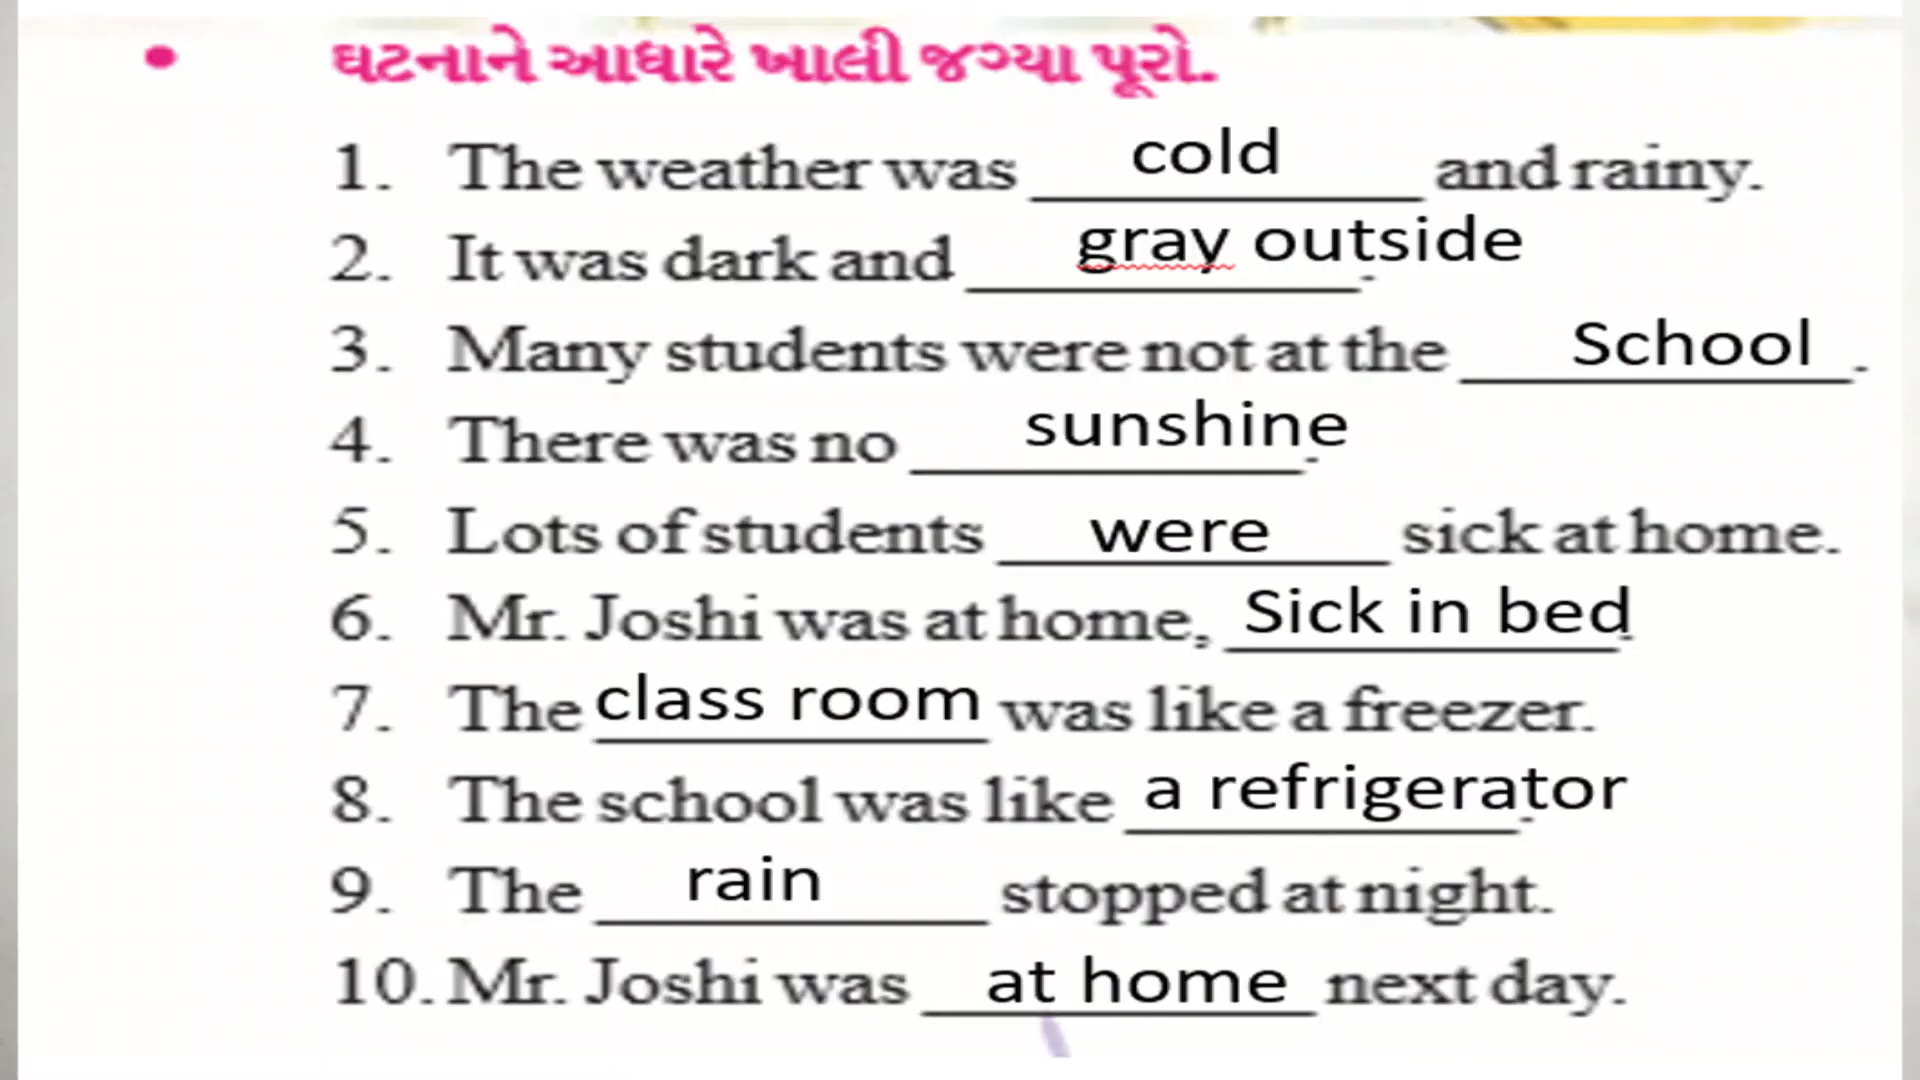 • ઘટનાને આધારે ખાલી જગ્યા પૂરો.
1. The weather was cold and rainy.
2. It was dark and gray outside.
3. Many students were not at the School.
4. There was no sunshine.
5. Lots of students were sick at home.
6. Mr. Joshi was at home, Sick in bed.
7. The class room was like a freezer.
8. The school was like a refrigerator.
9. The rain stopped at night.
10. Mr. Joshi was at home next day.